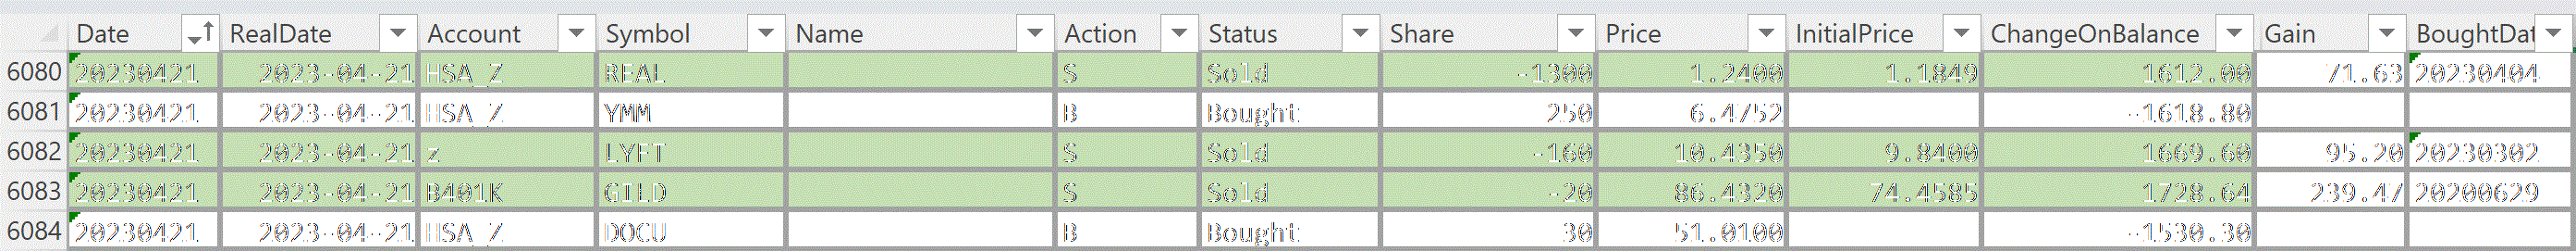 Date RealDate Account Symbol Name Action Status Share Price InitialPrice ChangeOnBalance Gain BoughtDat
6080 20230421 2023-04-21 HSA_Z REAL S Sold -1300 1.2400 1.1849 1612.00 71.63 20230404
6081 20230421 2023-04-21 HSA_Z YMM B Bought 250 6.4752 -1618.80
6082 20230421 2023-04-21 z LYFT S Sold -160 10.4350 9.8400 1669.60 95.20 20230302
6083 20230421 2023-04-21 B401K GILD S Sold -20 86.4320 74.4585 1728.64 239.47 20200629
6084 20230421 2023-04-21 HSA_Z DOCU B Bought 30 51.0100 -1530.30